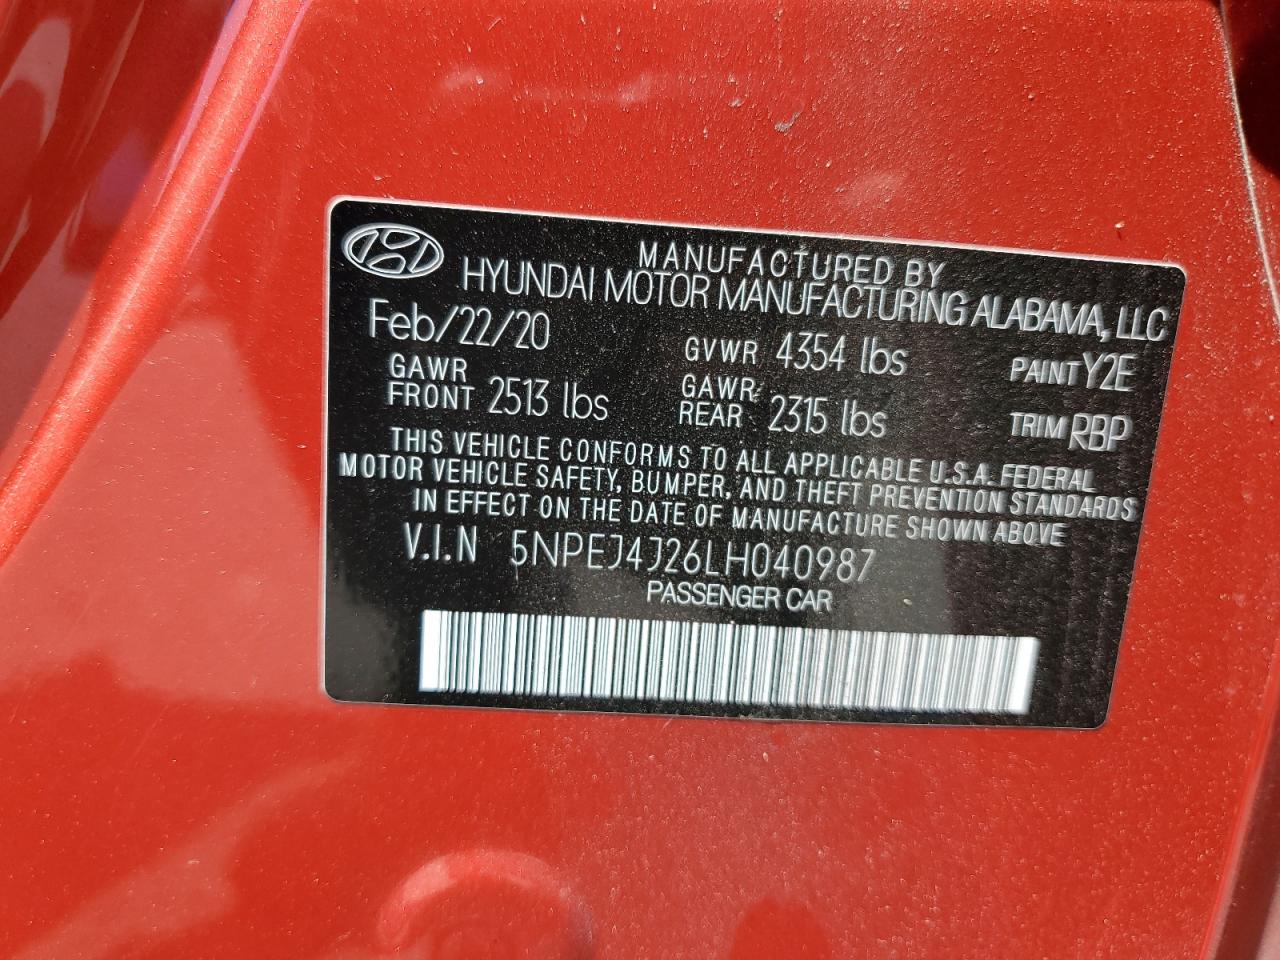 MANUFACTURED BY
HYUNDAI MOTOR MANUFACTURING ALABAMA, LLC
Feb/22/20 GVWR 4354 lbs PAINT Y2E
GAWR FRONT 2513 lbs GAWR REAR 2315 lbs TRIM RBP
THIS VEHICLE CONFORMS TO ALL APPLICABLE U.S.A. FEDERAL
MOTOR VEHICLE SAFETY, BUMPER, AND THEFT PREVENTION STANDARDS
IN EFFECT ON THE DATE OF MANUFACTURE SHOWN ABOVE
V.I.N 5NPEJ4J26LH040987
PASSENGER CAR